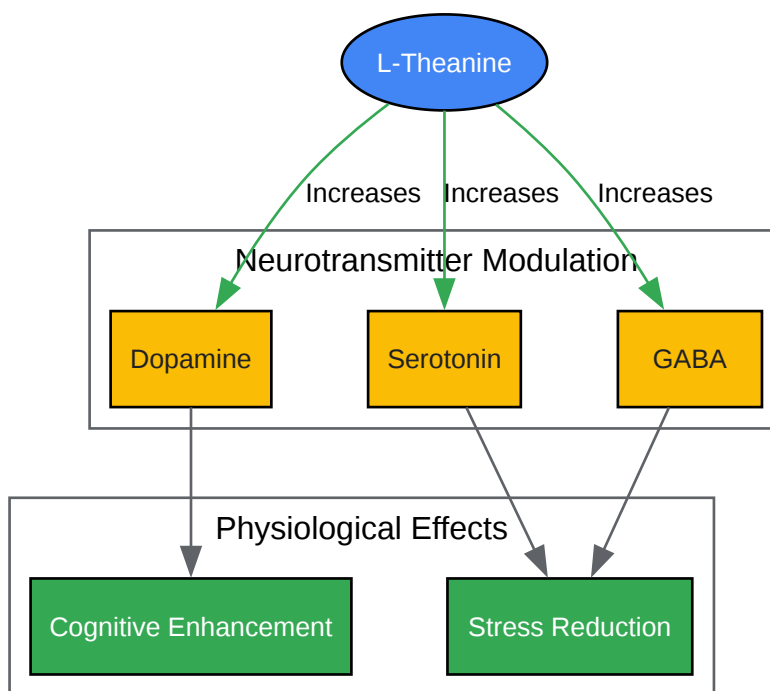 L-Theanine
Increases Increases Increases
Neurotransmitter Modulation
Dopamine Serotonin GABA
Physiological Effects
Cognitive Enhancement Stress Reduction